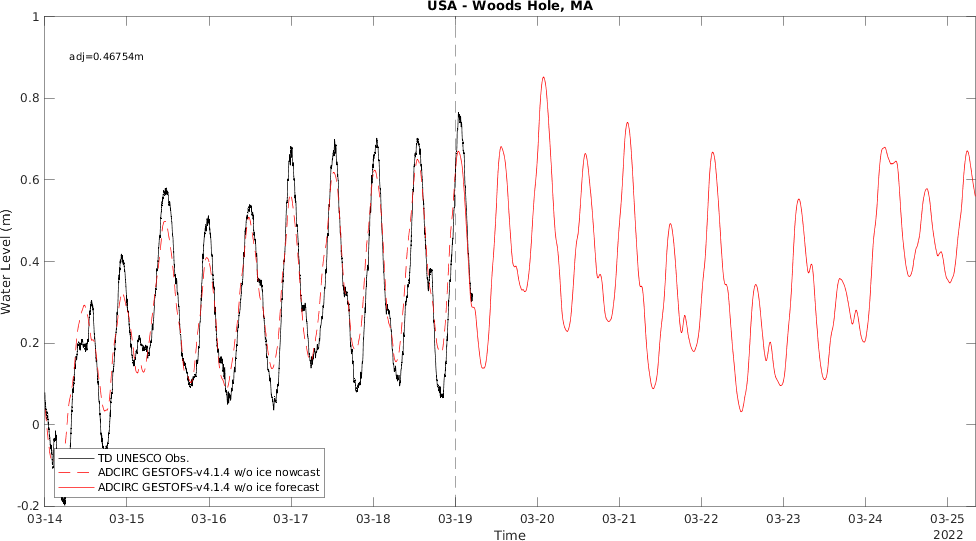 USA - Woods Hole, MA
adj=0.46754m
Water Level (m)
1
0.8
0.6
0.4
0.2
0
-0.2
TD UNESCO Obs.
ADCIRC GESTOFS-v4.1.4 w/o ice nowcast
ADCIRC GESTOFS-v4.1.4 w/o ice forecast
03-14 03-15 03-16 03-17 03-18 03-19 03-20 03-21 03-22 03-23 03-24 03-25
Time
2022